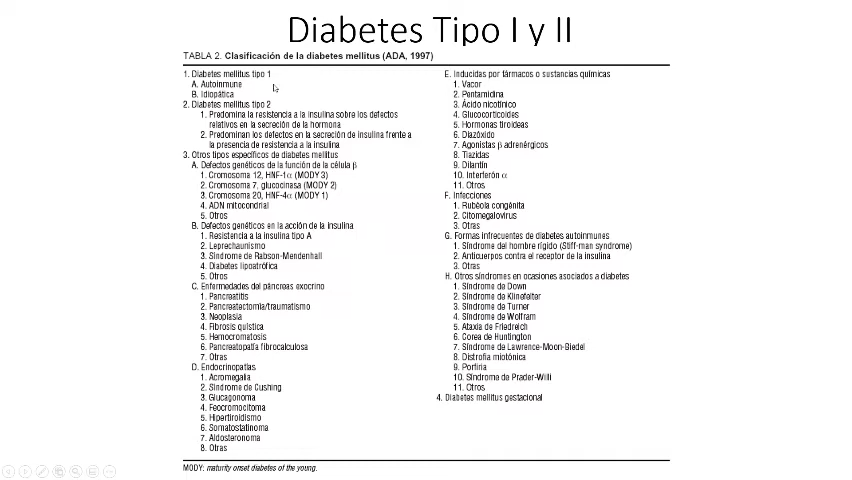 Diabetes Tipo I y II
TABLA 2. Clasificación de la diabetes mellitus (ADA, 1997)
1. Diabetes mellitus tipo 1
A. Autoinmune
B. Idiopática
2. Diabetes mellitus tipo 2
1. Predomina la resistencia a la insulina sobre los defectos
relativos en la secreción de la hormona
2. Predominan los defectos en la secreción de insulina frente a
la presencia de resistencia a la insulina
3. Otros tipos específicos de diabetes mellitus
A. Defectos genéticos de la función de la célula β
1. Cromosoma 12, HNF-1α (MODY 3)
2. Cromosoma 7, glucocinasa (MODY 2)
3. Cromosoma 20, HNF-4α (MODY 1)
4. ADN mitocondrial
5. Otros
B. Defectos genéticos en la acción de la insulina
1. Resistencia a la insulina tipo A
2. Leprechaunismo
3. Síndrome de Rabson-Mendenhall
4. Diabetes lipoatrófica
5. Otros
C. Enfermedades del páncreas exocrino
1. Pancreatitis
2. Pancreatectomía/traumatismo
3. Neoplasia
4. Fibrosis quística
5. Hemocromatosis
6. Pancreatopatía fibrocalculosa
7. Otras
D. Endocrinopatías
1. Acromegalia
2. Síndrome de Cushing
3. Glucagonoma
4. Feocromocitoma
5. Hipertiroidismo
6. Somatostatinoma
7. Aldosteronoma
8. Otras
E. Inducidas por fármacos o sustancias químicas
1. Vacor
2. Pentamidina
3. Ácido nicotínico
4. Glucocorticoides
5. Hormonas tiroideas
6. Diazóxido
7. Agonistas β adrenérgicos
8. Tiazidas
9. Dilantín
10. Interferón α
11. Otros
F. Infecciones
1. Rubéola congénita
2. Citomegalovirus
3. Otras
G. Formas infrecuentes de diabetes autoinmunes
1. Síndrome del hombre rígido (Stiff-man syndrome)
2. Anticuerpos contra el receptor de la insulina
3. Otras
H. Otros síndromes en ocasiones asociados a diabetes
1. Síndrome de Down
2. Síndrome de Klinefelter
3. Síndrome de Turner
4. Síndrome de Wolfram
5. Ataxia de Friedreich
6. Corea de Huntington
7. Síndrome de Lawrence-Moon-Biedel
8. Distrofia miotónica
9. Porfiria
10. Síndrome de Prader-Willi
11. Otros
4. Diabetes mellitus gestacional
MODY: maturity onset diabetes of the young.